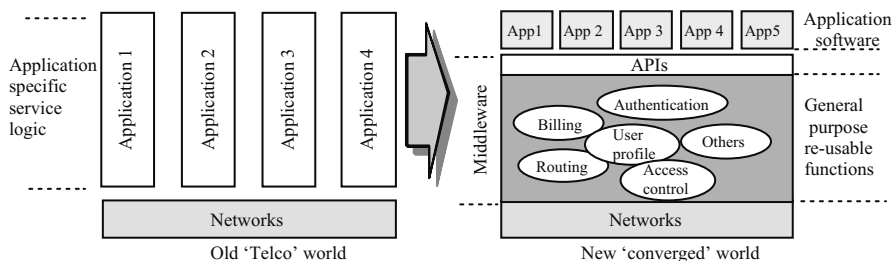 Application
specific
service
logic
Application 1
Application 2
Application 3
Application 4
Networks
Old ‘Telco’ world
App1
App 2
App 3
App 4
App5
Application
software
APIs
Middleware
Authentication
Billing
User
profile
Others
Routing
Access
control
General
purpose
re-usable
functions
Networks
New ‘converged’ world